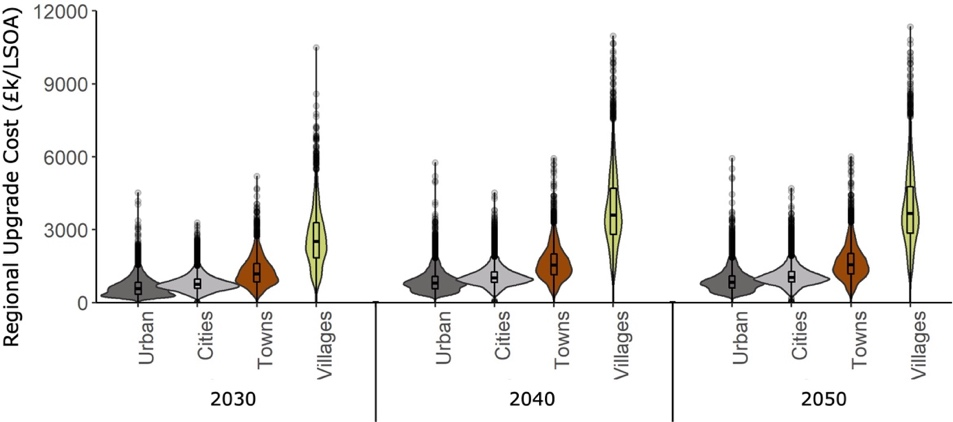 Regional Upgrade Cost (£k/LSOA)
12000
9000
6000
3000
0
Urban
Cities
Towns
Villages
Urban
Cities
Towns
Villages
Urban
Cities
Towns
Villages
2030
2040
2050